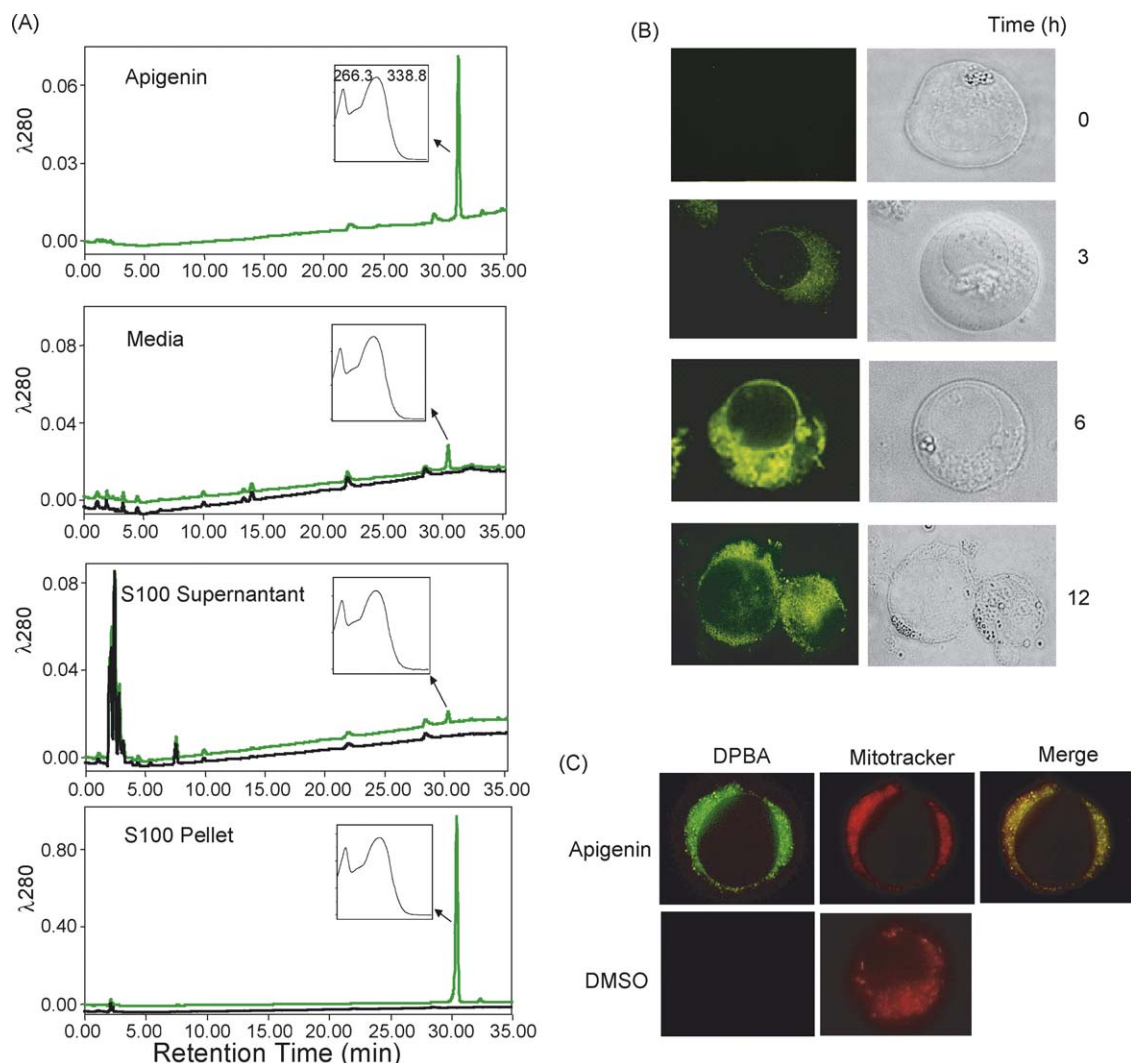 (A)
Apigenin
266.3 338.8
λ280
0.06
0.03
0.00
0.00 5.00 10.00 15.00 20.00 25.00 30.00 35.00
Media
λ280
0.08
0.04
0.00
0.00 5.00 10.00 15.00 20.00 25.00 30.00 35.00
S100 Supernantant
λ280
0.08
0.04
0.00
0.00 5.00 10.00 15.00 20.00 25.00 30.00 35.00
S100 Pellet
λ280
0.80
0.40
0.00
0.00 5.00 10.00 15.00 20.00 25.00 30.00 35.00
Retention Time (min)
(B)
Time (h)
0
3
6
12
(C)
DPBA Mitotracker Merge
Apigenin
DMSO